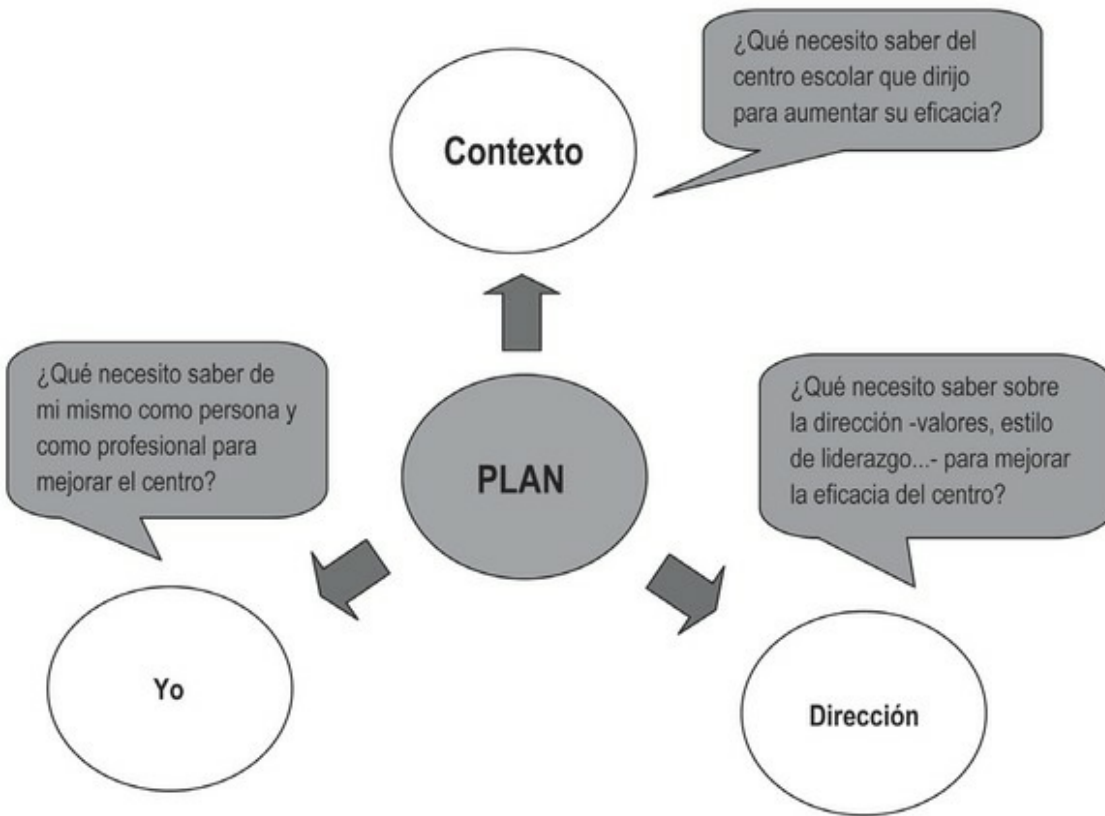 ¿Qué necesito saber del
centro escolar que dirijo
para aumentar su eficacia?
Contexto
¿Qué necesito saber de
mi mismo como persona y
como profesional para
mejorar el centro?
PLAN
¿Qué necesito saber sobre
la dirección -valores, estilo
de liderazgo...- para mejorar
la eficacia del centro?
Yo
Dirección